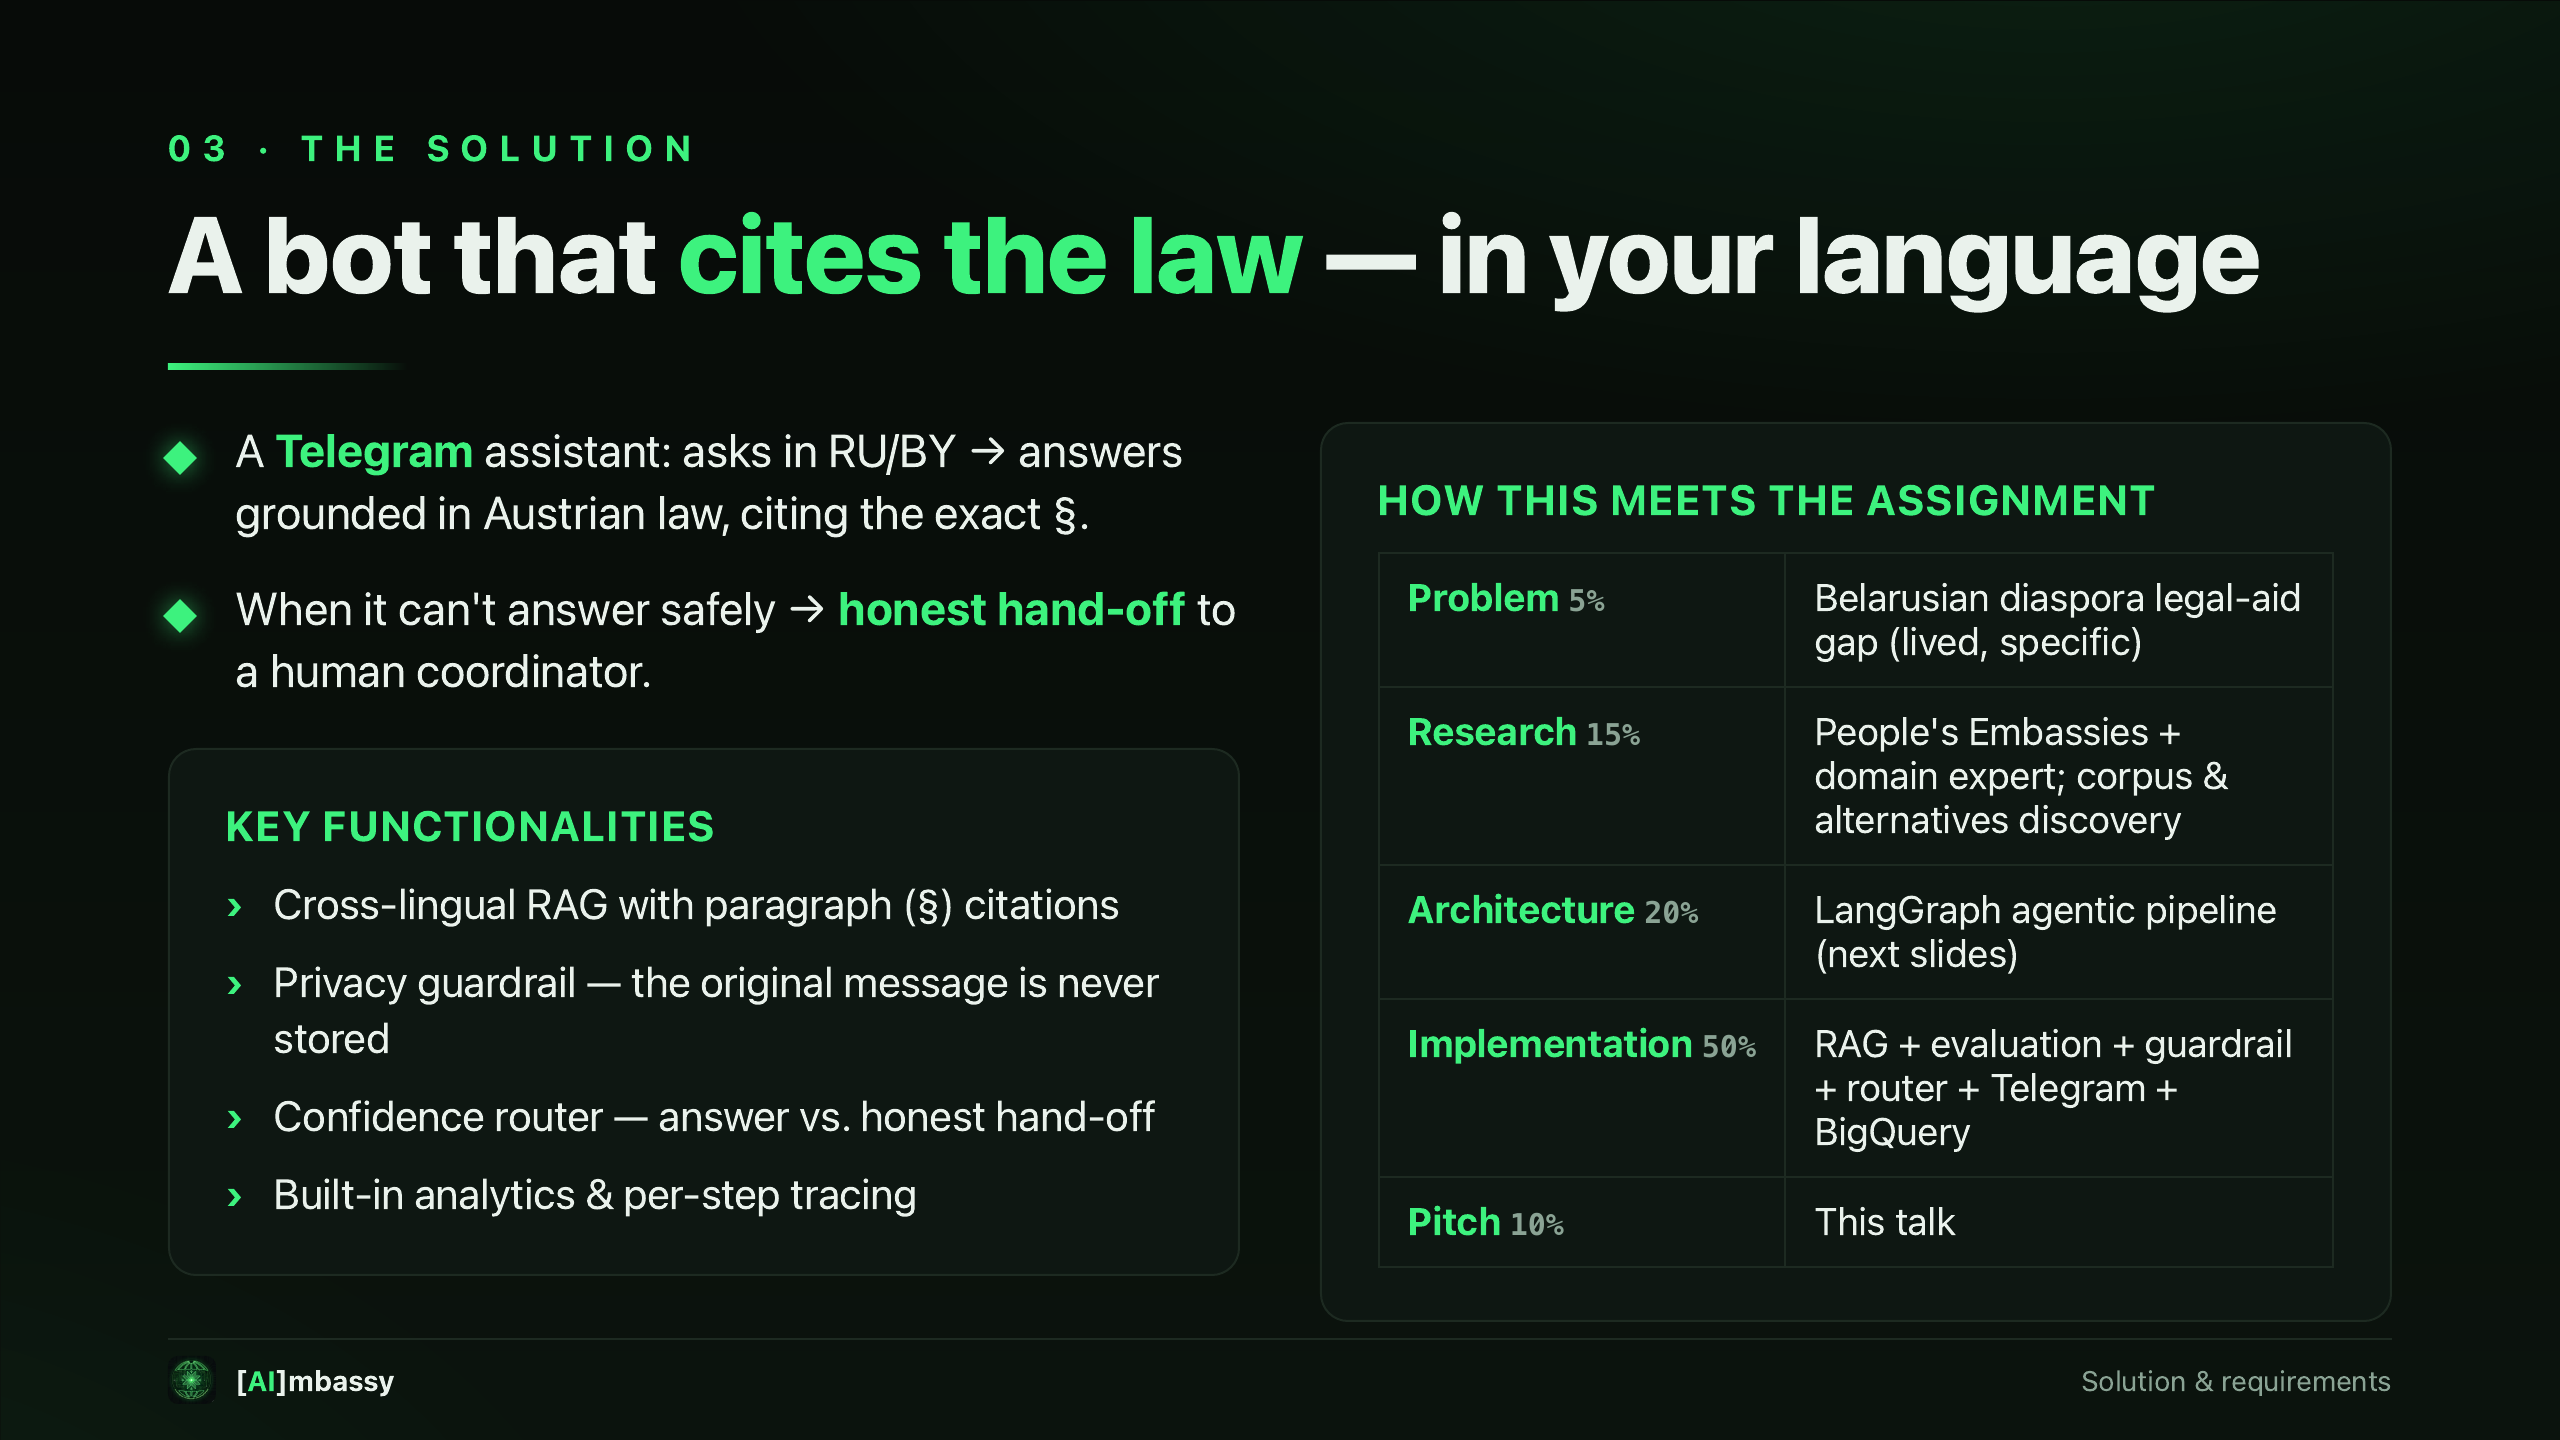 03 · THE SOLUTION
A bot that cites the law — in your language
◆ A Telegram assistant: asks in RU/BY → answers
grounded in Austrian law, citing the exact §.
◆ When it can't answer safely → honest hand-off to
a human coordinator.
KEY FUNCTIONALITIES
› Cross-lingual RAG with paragraph (§) citations
› Privacy guardrail — the original message is never
stored
› Confidence router — answer vs. honest hand-off
› Built-in analytics & per-step tracing
HOW THIS MEETS THE ASSIGNMENT
Problem 5%
Belarusian diaspora legal-aid
gap (lived, specific)
Research 15%
People's Embassies +
domain expert; corpus &
alternatives discovery
Architecture 20%
LangGraph agentic pipeline
(next slides)
Implementation 50%
RAG + evaluation + guardrail
+ router + Telegram +
BigQuery
Pitch 10%
This talk
[AI]mbassy
Solution & requirements